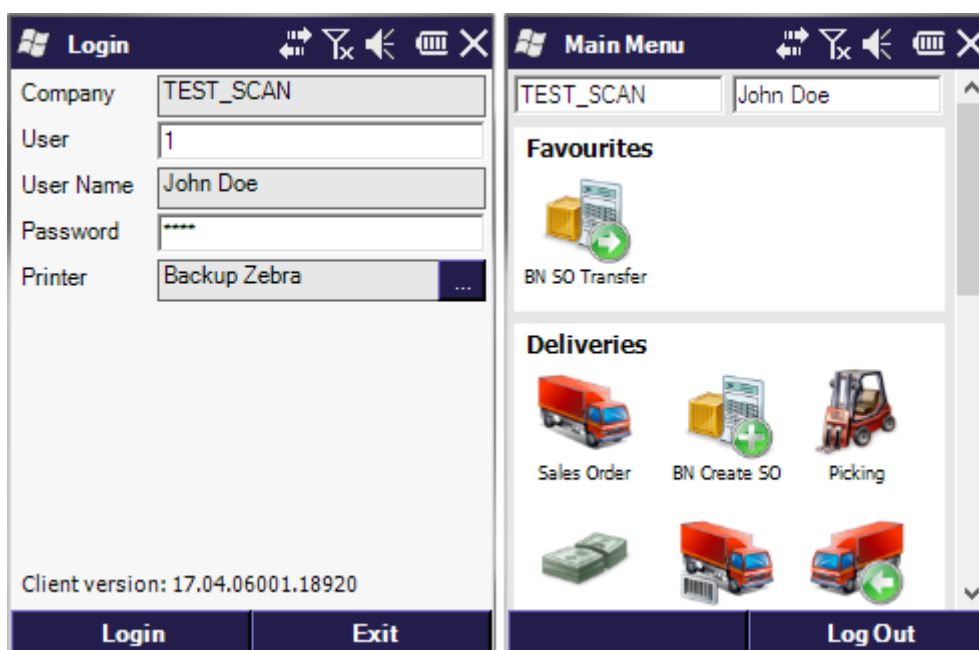 Login
Company TEST_SCAN
User 1
User Name John Doe
Password ****
Printer Backup Zebra ...
Client version: 17.04.06001.18920
Login Exit
Main Menu
TEST_SCAN John Doe
Favourites
BN SO Transfer
Deliveries
Sales Order BN Create SO Picking
Log Out